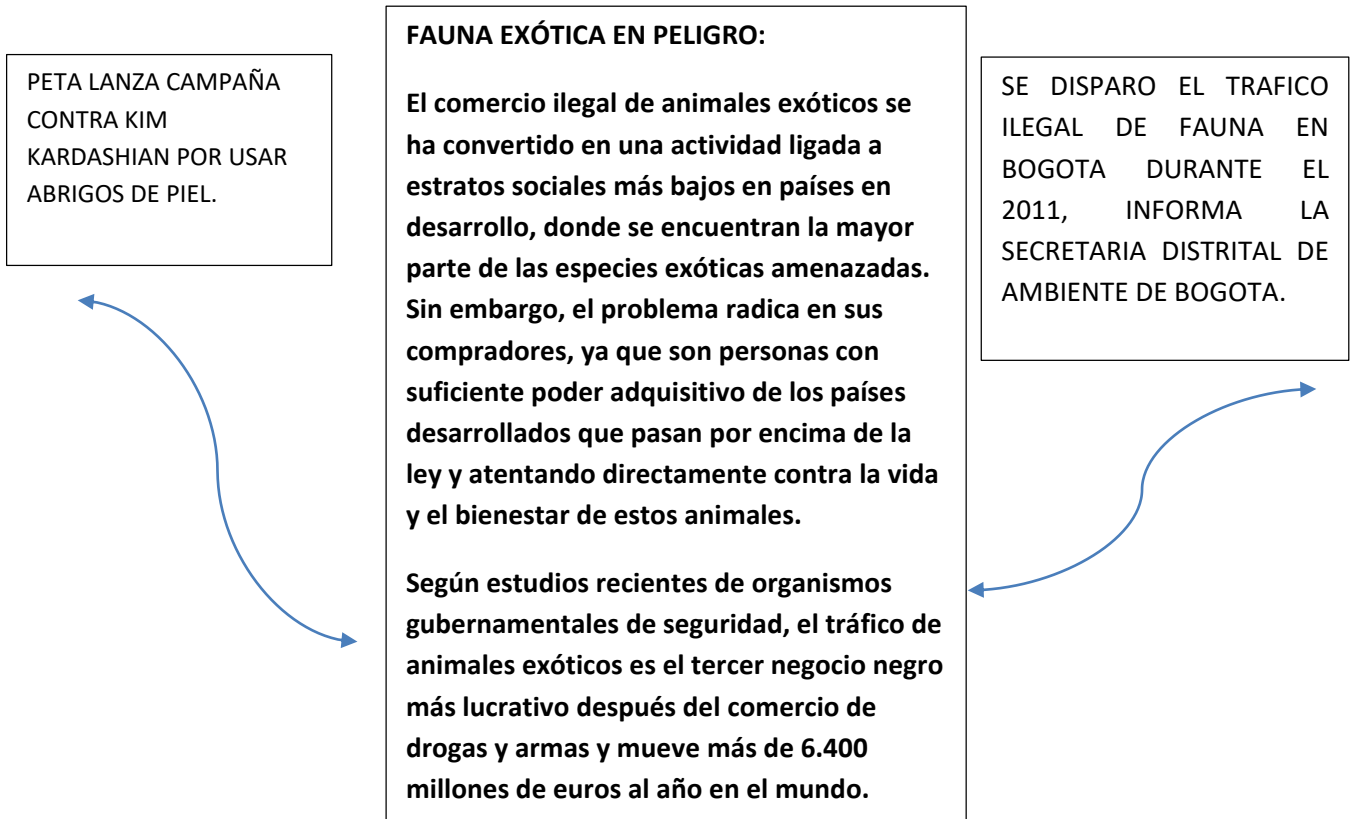 PETA LANZA CAMPAÑA
CONTRA KIM
KARDASHIAN POR USAR
ABRIGOS DE PIEL.
FAUNA EXÓTICA EN PELIGRO:
El comercio ilegal de animales exóticos se
ha convertido en una actividad ligada a
estratos sociales más bajos en países en
desarrollo, donde se encuentran la mayor
parte de las especies exóticas amenazadas.
Sin embargo, el problema radica en sus
compradores, ya que son personas con
suficiente poder adquisitivo de los países
desarrollados que pasan por encima de la
ley y atentando directamente contra la vida
y el bienestar de estos animales.
Según estudios recientes de organismos
gubernamentales de seguridad, el tráfico de
animales exóticos es el tercer negocio negro
más lucrativo después del comercio de
drogas y armas y mueve más de 6.400
millones de euros al año en el mundo.
SE DISPARO EL TRAFICO
ILEGAL DE FAUNA EN
BOGOTA DURANTE EL
2011, INFORMA LA
SECRETARIA DISTRITAL DE
AMBIENTE DE BOGOTA.